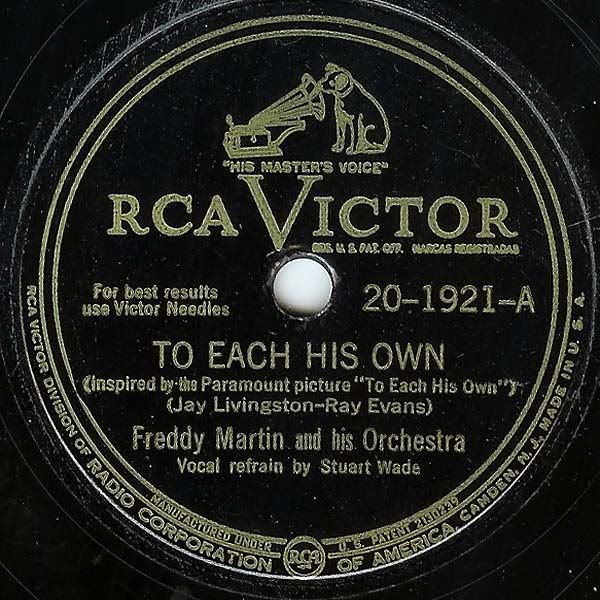 "HIS MASTER'S VOICE"
RCA VICTOR
REG. U. S. PAT. OFF. MARCAS REGISTRADAS
For best results
use Victor Needles
20-1921-A
TO EACH HIS OWN
(Inspired by the Paramount picture "To Each His Own")
(Jay Livingston-Ray Evans)
Freddy Martin and his Orchestra
Vocal refrain by Stuart Wade
RCA VICTOR DIVISION OF RADIO CORPORATION OF AMERICA, CAMDEN, N. J., MADE IN U. S. A.
MANUFACTURED UNDER RCA U. S. PATENT 2130239